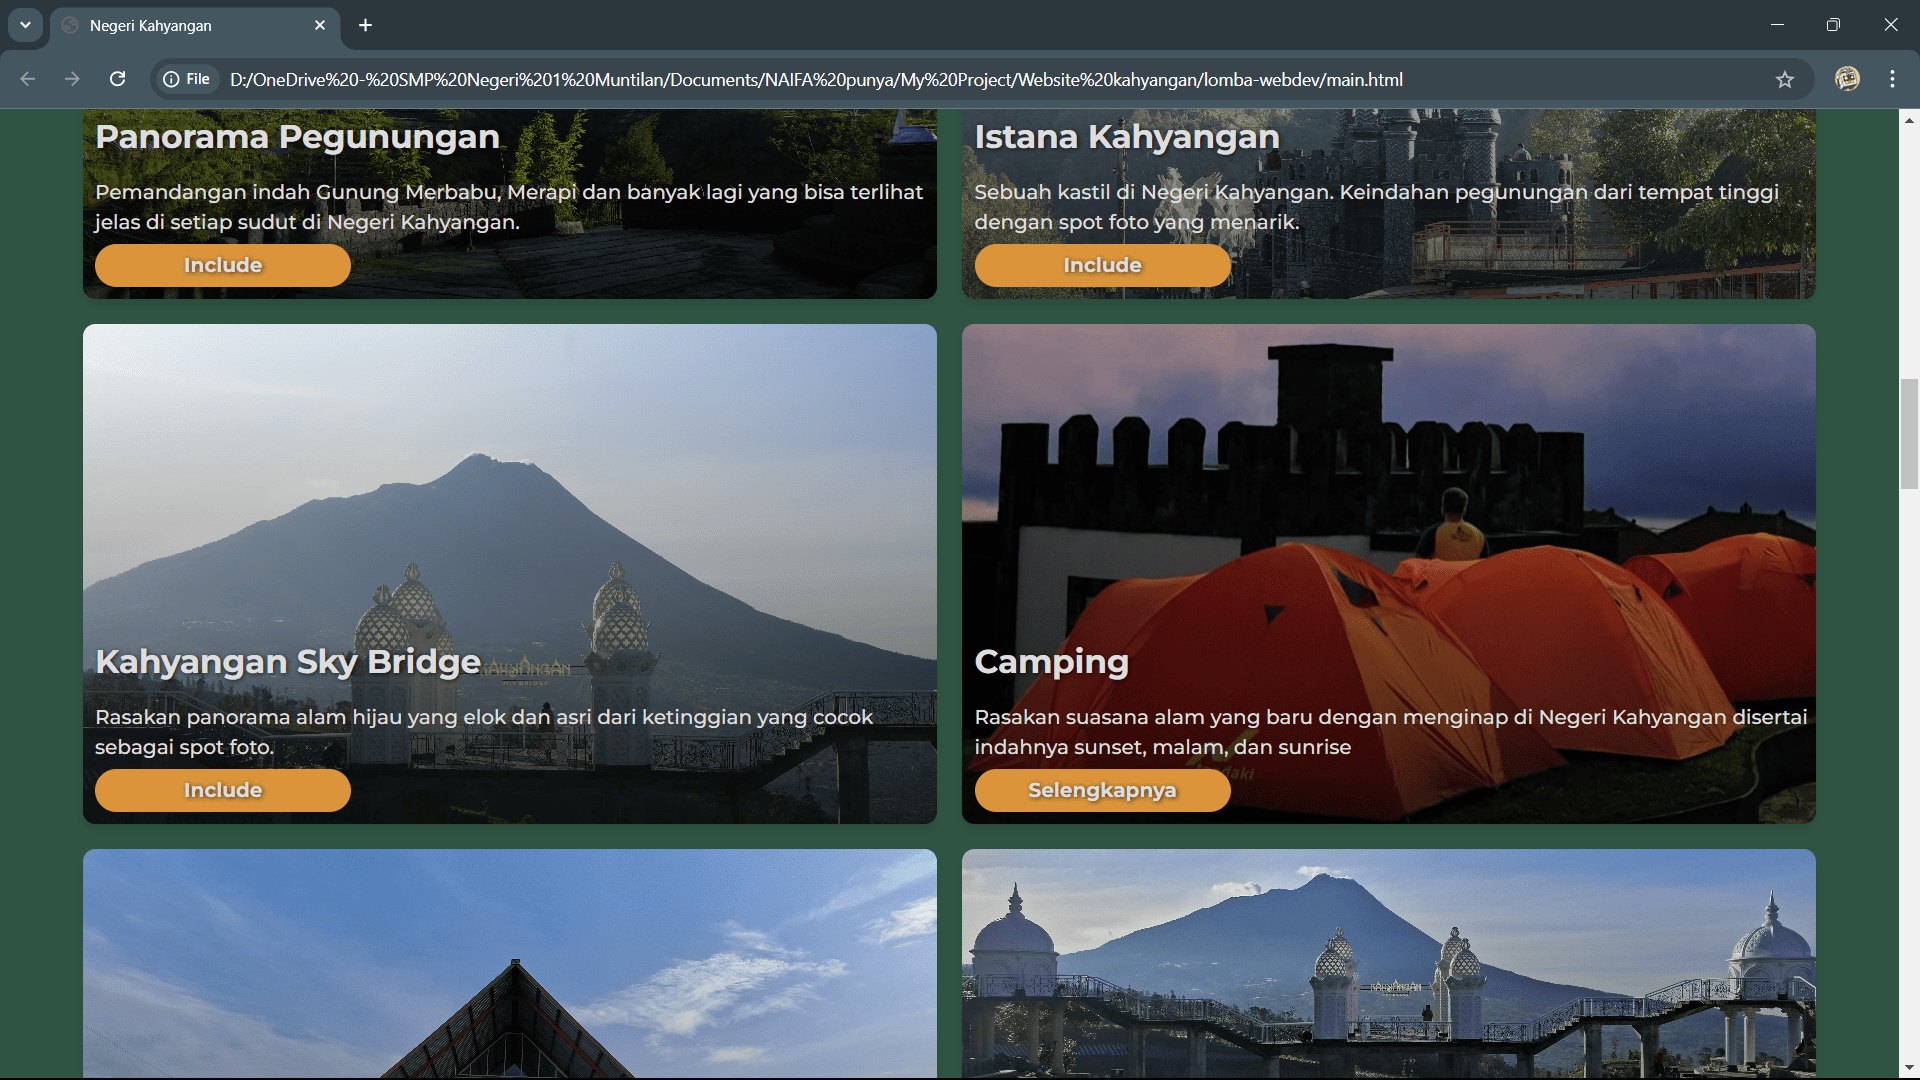 Negeri Kahyangan
File
D:/OneDrive%20-%20SMP%20Negeri%201%20Muntilan/Documents/NAIFA%20punya/My%20Project/Website%20kahyangan/lomba-webdev/main.html
Panorama Pegunungan
Pemandangan indah Gunung Merbabu, Merapi dan banyak lagi yang bisa terlihat
jelas di setiap sudut di Negeri Kahyangan.
Include
Istana Kahyangan
Sebuah kastil di Negeri Kahyangan. Keindahan pegunungan dari tempat tinggi
dengan spot foto yang menarik.
Include
KAHYANGAN
SKY BRIDGE
Kahyangan Sky Bridge
Rasakan panorama alam hijau yang elok dan asri dari ketinggian yang cocok
sebagai spot foto.
Include
Camping
Rasakan suasana alam yang baru dengan menginap di Negeri Kahyangan disertai
indahnya sunset, malam, dan sunrise
Selengkapnya
KAHYANGAN